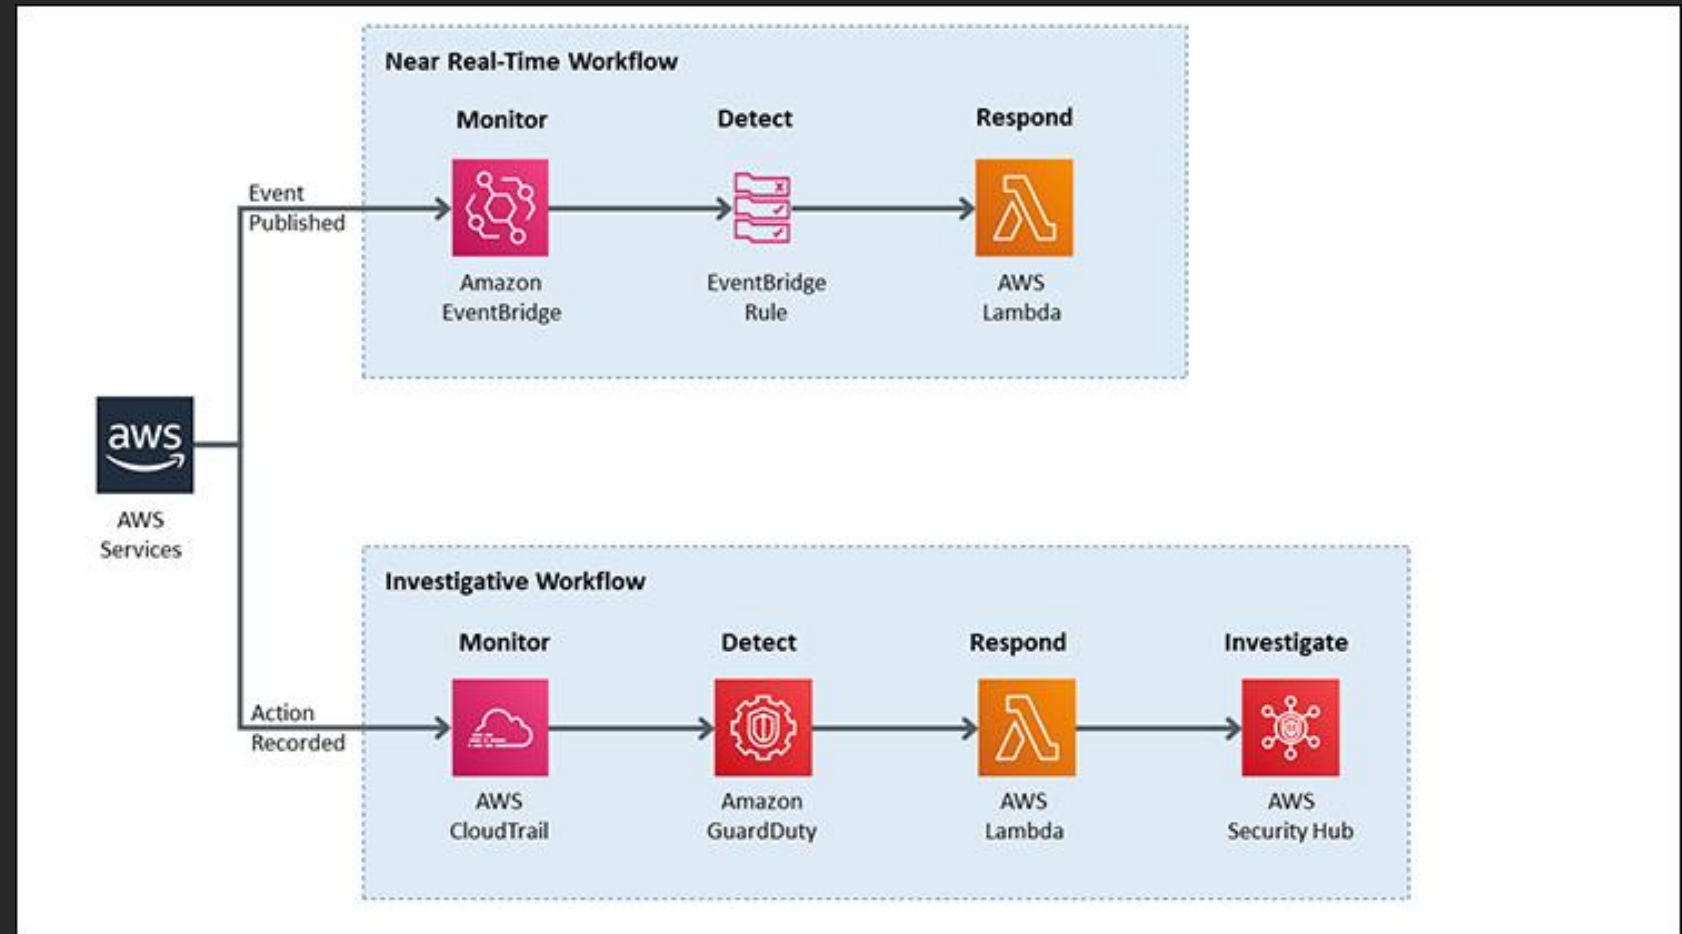 Near Real-Time Workflow
Monitor
Detect
Respond
Event
Published
Amazon
EventBridge
EventBridge
Rule
AWS
Lambda
aws
AWS
Services
Investigative Workflow
Monitor
Detect
Respond
Investigate
Action
Recorded
AWS
CloudTrail
Amazon
GuardDuty
AWS
Lambda
AWS
Security Hub